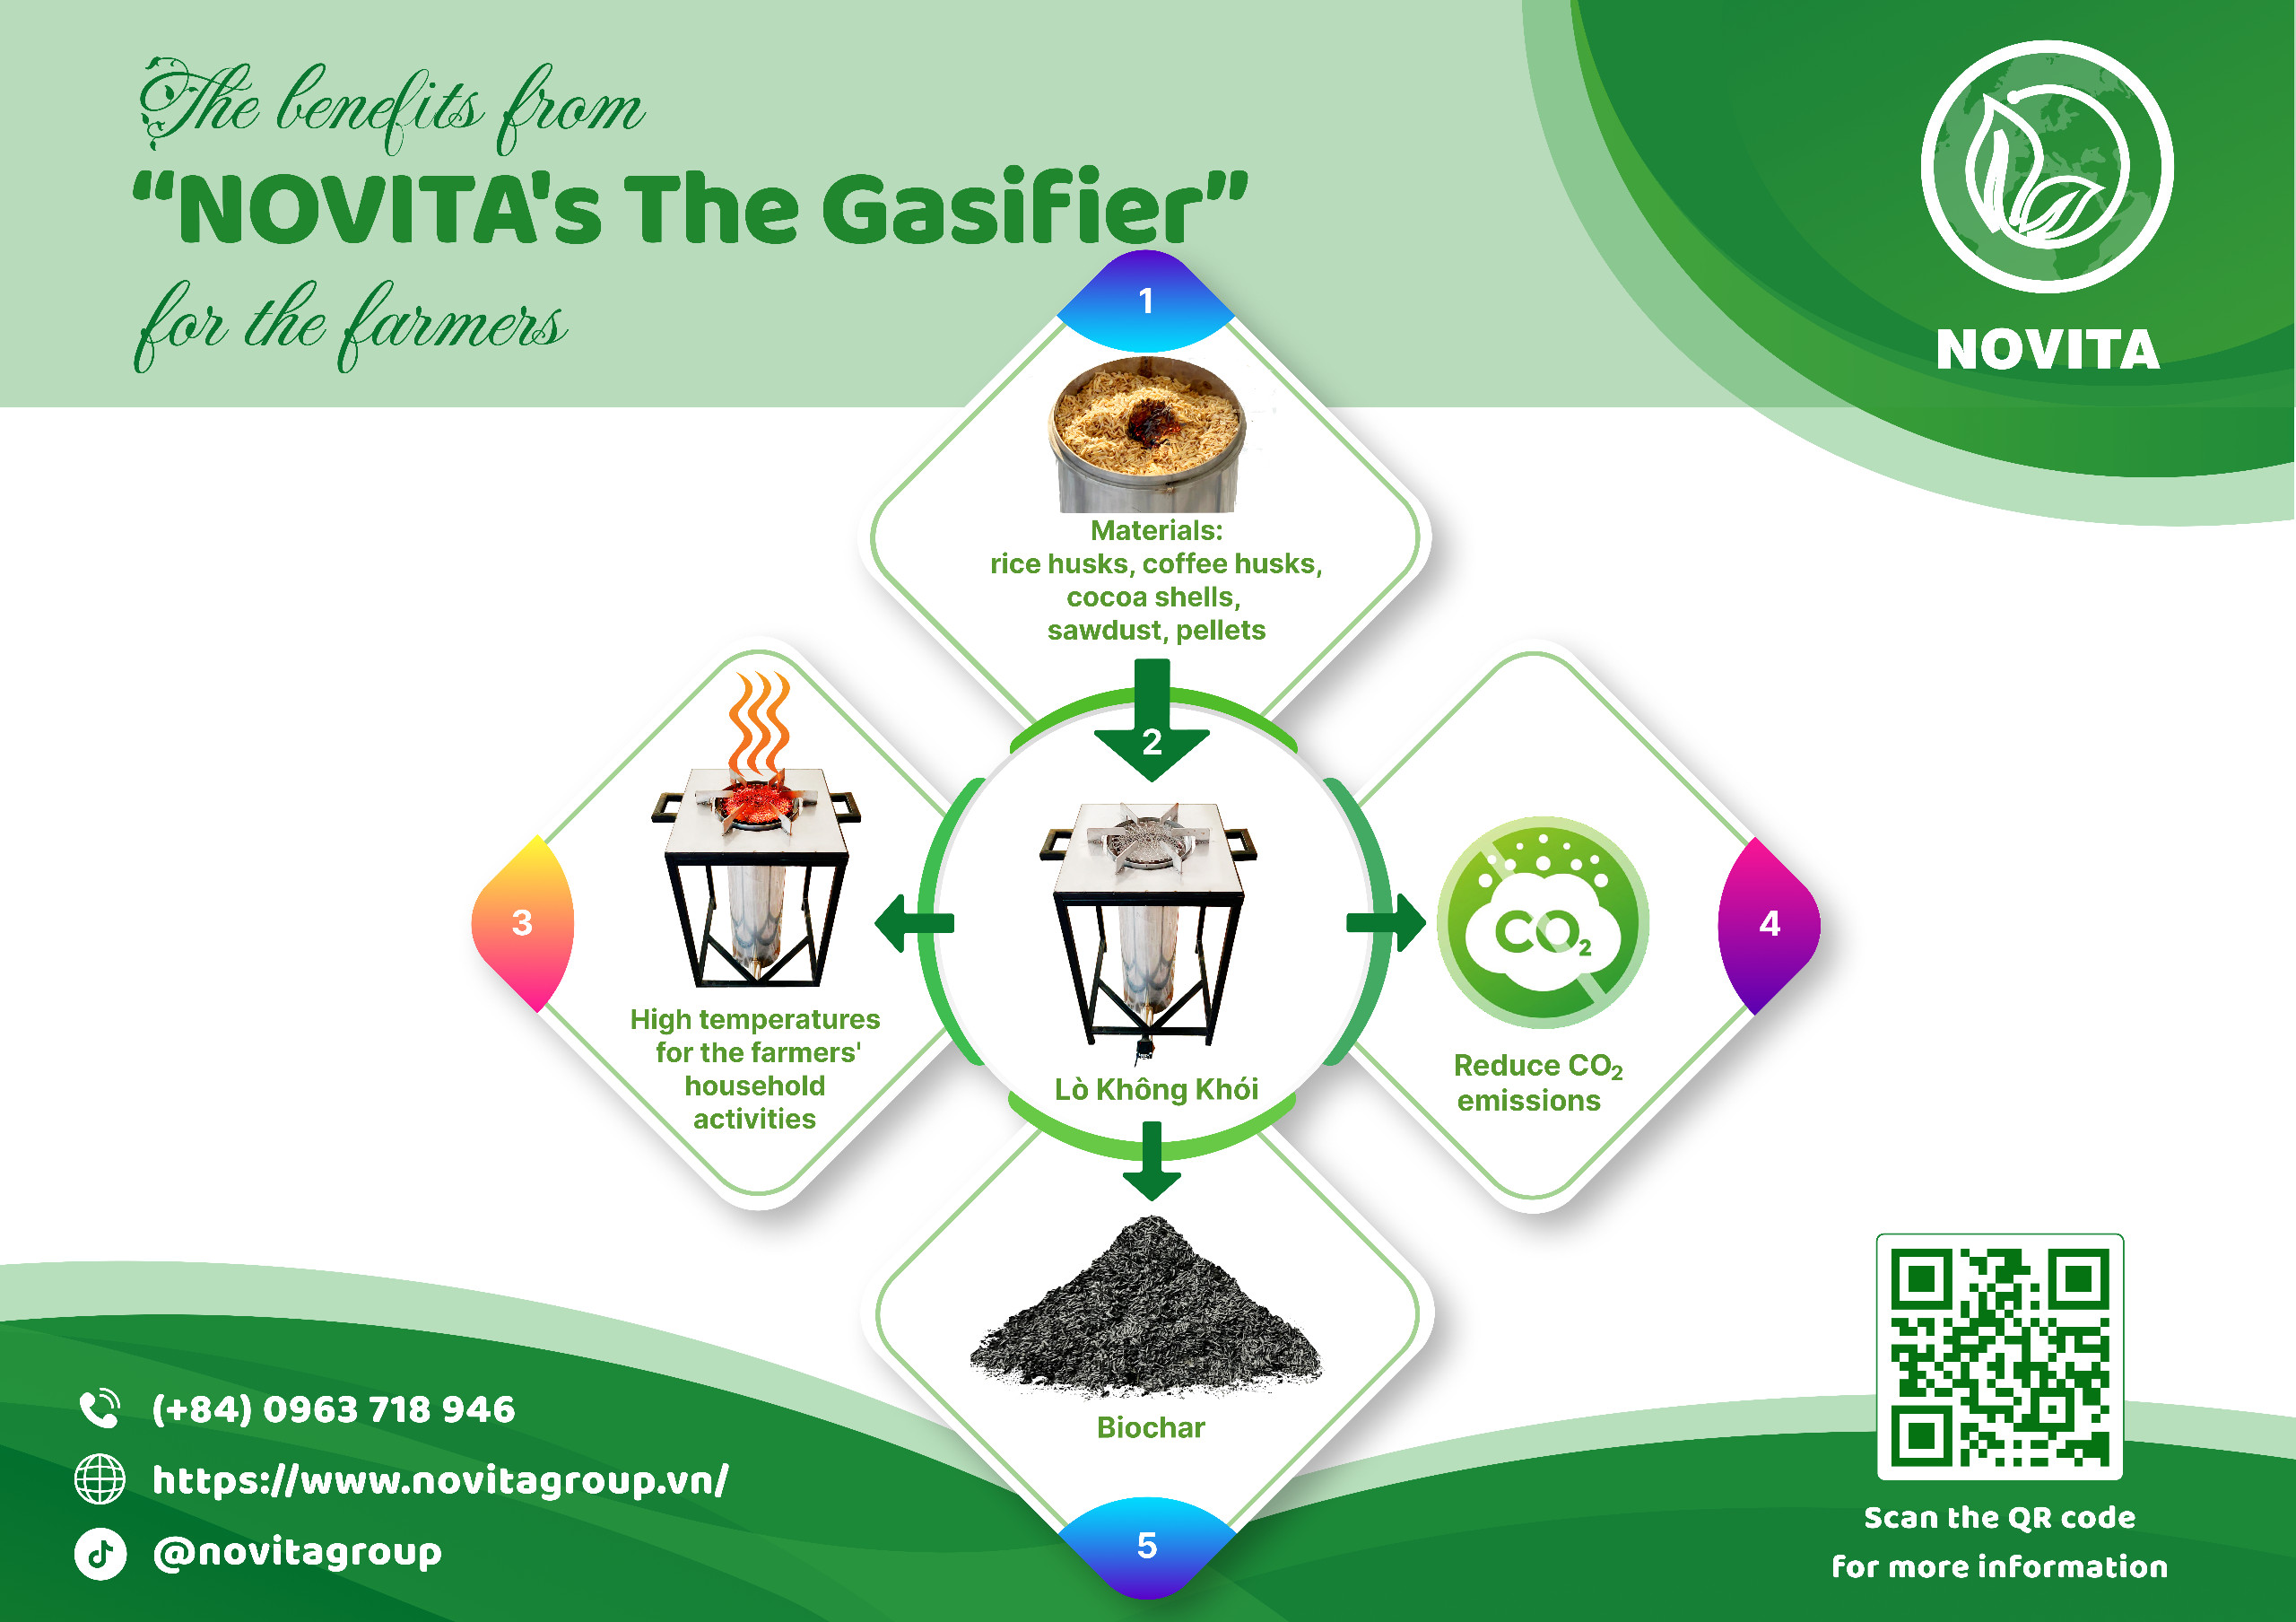 The benefits from
“NOVITA's The Gasifier”
for the farmers
NOVITA
1
Materials:
rice husks, coffee husks,
cocoa shells,
sawdust, pellets
2
Lò Không Khói
3
High temperatures
for the farmers'
household
activities
4
CO₂
Reduce CO₂
emissions
Biochar
5
(+84) 0963 718 946
https://www.novitagroup.vn/
@novitagroup
Scan the QR code
for more information